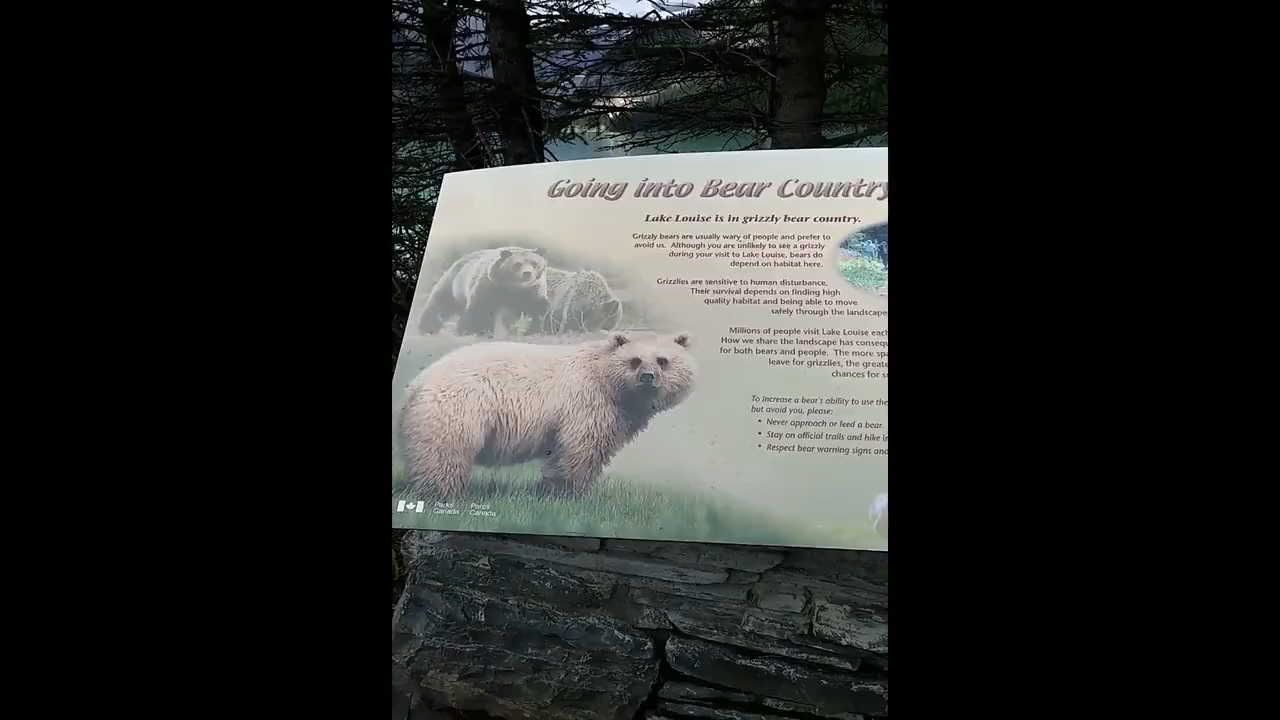 Going into Bear Country
Lake Louise is in grizzly bear country.
Grizzly bears are usually wary of people and prefer to
avoid us. Although you are unlikely to see a grizzly
during your visit to Lake Louise, bears do
depend on habitat here.
Grizzlies are sensitive to human disturbance.
Their survival depends on finding high
quality habitat and being able to move
safely through the landscape
Millions of people visit Lake Louise each
How we share the landscape has
for both bears and people. The more
leave for grizzlies, the
chances for
To increase a bear's ability to use the
but avoid you, please:
• Never approach or feed a bear.
• Stay on official trails and hike
• Respect bear warning signs and
Parks Parcs
Canada Canada